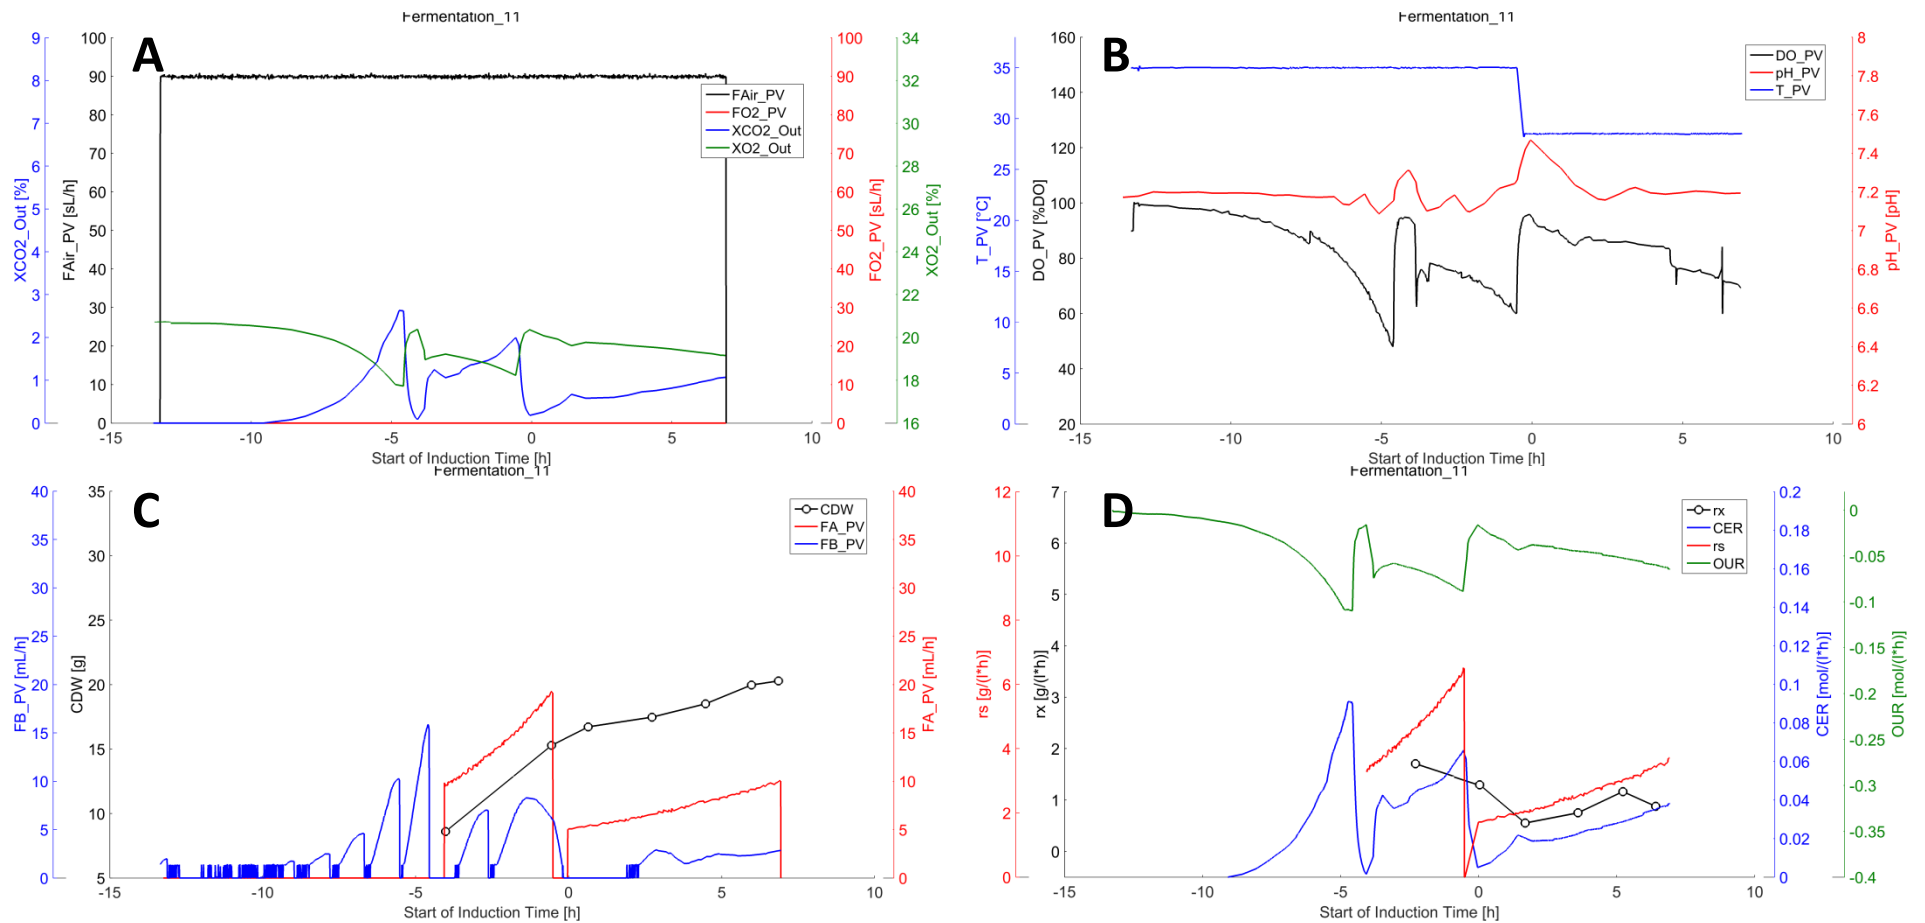 Fermentation_11
A
9
8
7
6
5
4
3
2
1
0
XCO2_Out [%]
100
90
80
70
60
50
40
30
20
10
0
FAir_PV [sL/h]
FAir_PV
FO2_PV
XCO2_Out
XO2_Out
100
90
80
70
60
50
40
30
20
10
0
FO2_PV [sL/h]
34
32
30
28
26
24
22
20
18
16
XO2_Out [%]
-15 -10 -5 0 5 10
Start of Induction Time [h]
Fermentation_11
B
35
30
25
20
15
10
5
0
T_PV [°C]
160
140
120
100
80
60
40
20
DO_PV [%DO]
DO_PV
pH_PV
T_PV
8
7.8
7.6
7.4
7.2
7
6.8
6.6
6.4
6.2
6
pH_PV [pH]
-15 -10 -5 0 5 10
Start of Induction Time [h]
Fermentation_11
C
40
35
30
25
20
15
10
5
0
FB_PV [mL/h]
35
30
25
20
15
10
5
CDW [g]
CDW
FA_PV
FB_PV
40
35
30
25
20
15
10
5
0
FA_PV [mL/h]
-15 -10 -5 0 5 10
Start of Induction Time [h]
Fermentation_11
D
12
10
8
6
4
2
0
rs [g/(l*h)]
7
6
5
4
3
2
1
0
rx [g/(l*h)]
rx
CER
rs
OUR
0.2
0.18
0.16
0.14
0.12
0.1
0.08
0.06
0.04
0.02
0
CER [mol/(l*h)]
0
-0.05
-0.1
-0.15
-0.2
-0.25
-0.3
-0.35
-0.4
OUR [mol/(l*h)]
-15 -10 -5 0 5 10
Start of Induction Time [h]